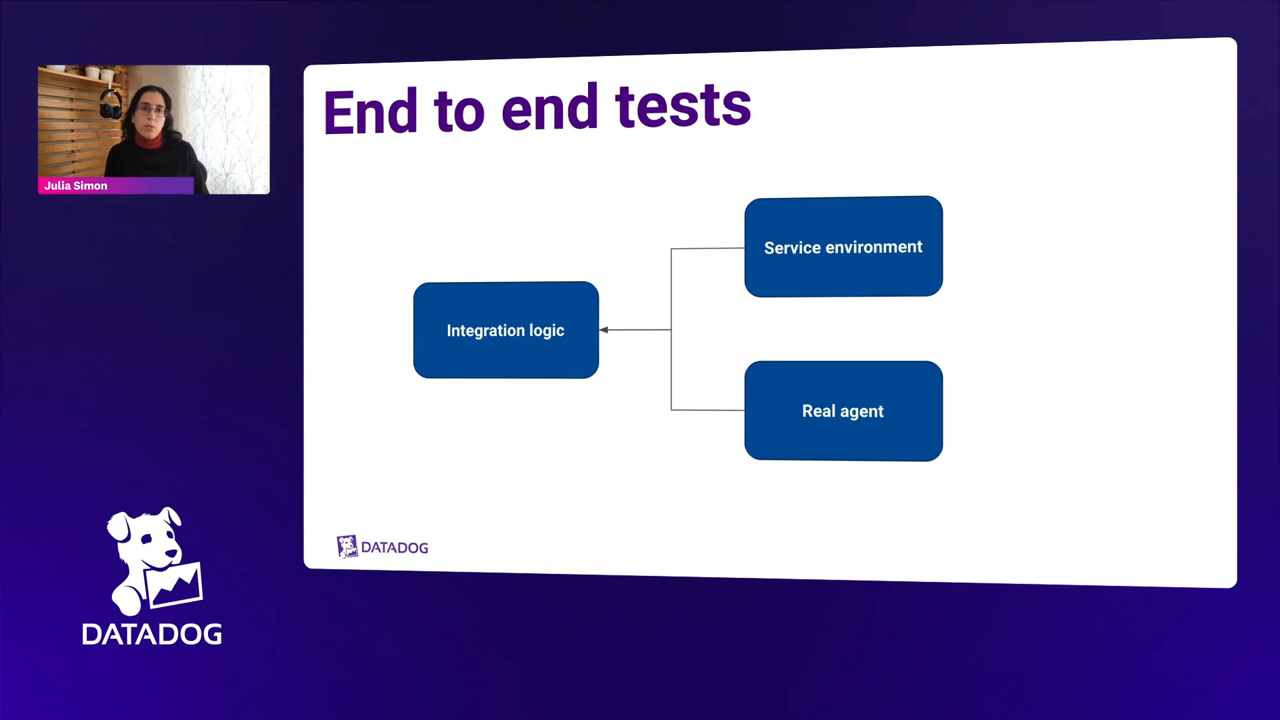 End to end tests
Julia Simon
Service environment
Integration logic
Real agent
DATADOG
DATADOG